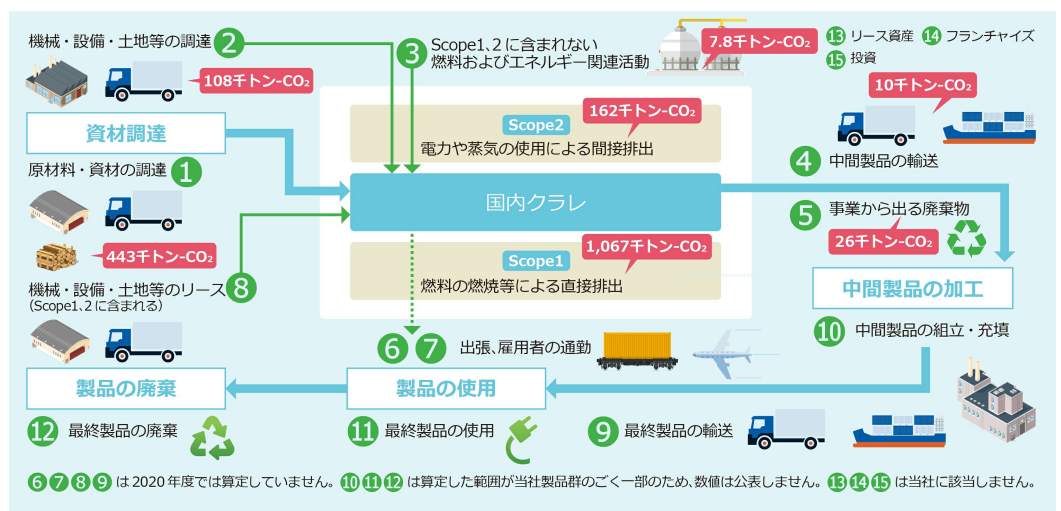 機械・設備・土地等の調達 2
108千トン-CO₂
3 Scope1、2に含まれない
燃料およびエネルギー関連活動
7.8千トン-CO₂
13 リース資産 14 フランチャイズ
15 投資
10千トン-CO₂
資材調達
Scope2
162千トン-CO₂
電力や蒸気の使用による間接排出
4 中間製品の輸送
原材料・資材の調達 1
国内クラレ
5 事業から出る廃棄物
26千トン-CO₂
443千トン-CO₂
Scope1
1,067千トン-CO₂
燃料の燃焼等による直接排出
機械・設備・土地等のリース 8
(Scope1、2に含まれる)
中間製品の加工
10 中間製品の組立・充填
6 7 出張、雇用者の通勤
製品の廃棄
製品の使用
12 最終製品の廃棄
11 最終製品の使用
9 最終製品の輸送
6 7 8 9 は2020年度では算定していません。10 11 12 は算定した範囲が当社製品群のごく一部のため、数値は公表しません。13 14 15 は当社に該当しません。